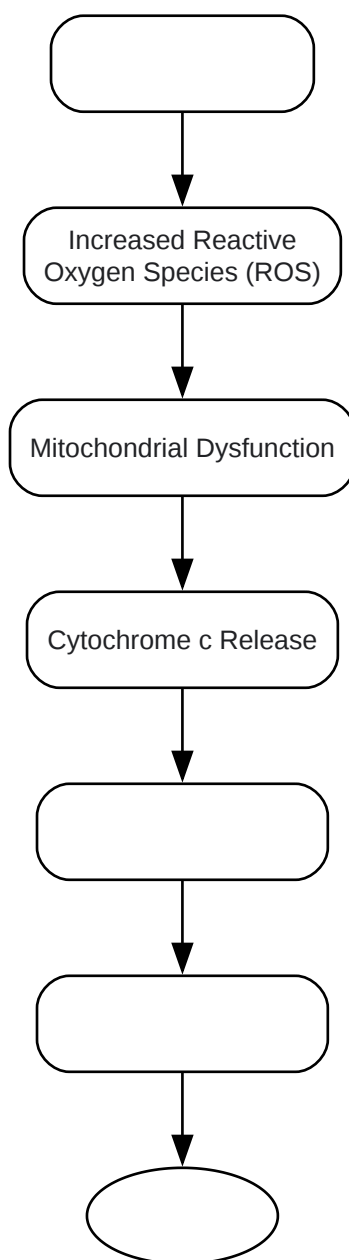 Increased Reactive
Oxygen Species (ROS)
Mitochondrial Dysfunction
Cytochrome c Release